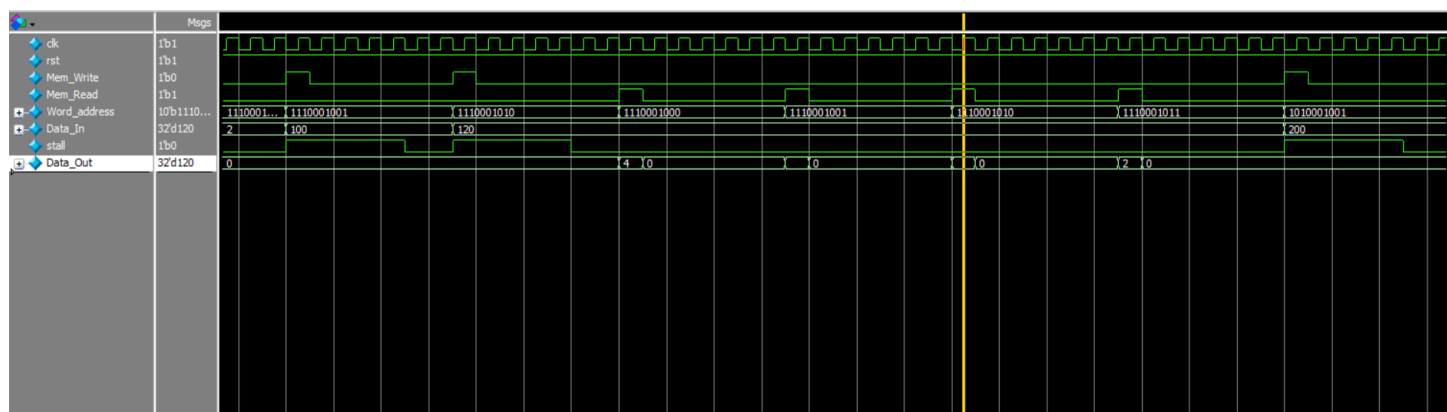 Msgs
clk 1'b1
rst 1'b1
Mem_Write 1'b0
Mem_Read 1'b1
Word_address 10'b1110... 1110001... 1110001001 1110001010 1110001000 1110001001 1110001010 1110001011 1010001001
Data_In 32'd120 2 100 120 200
stall 1'b0
Data_Out 32'd120 0 4 0 0 0 2 0